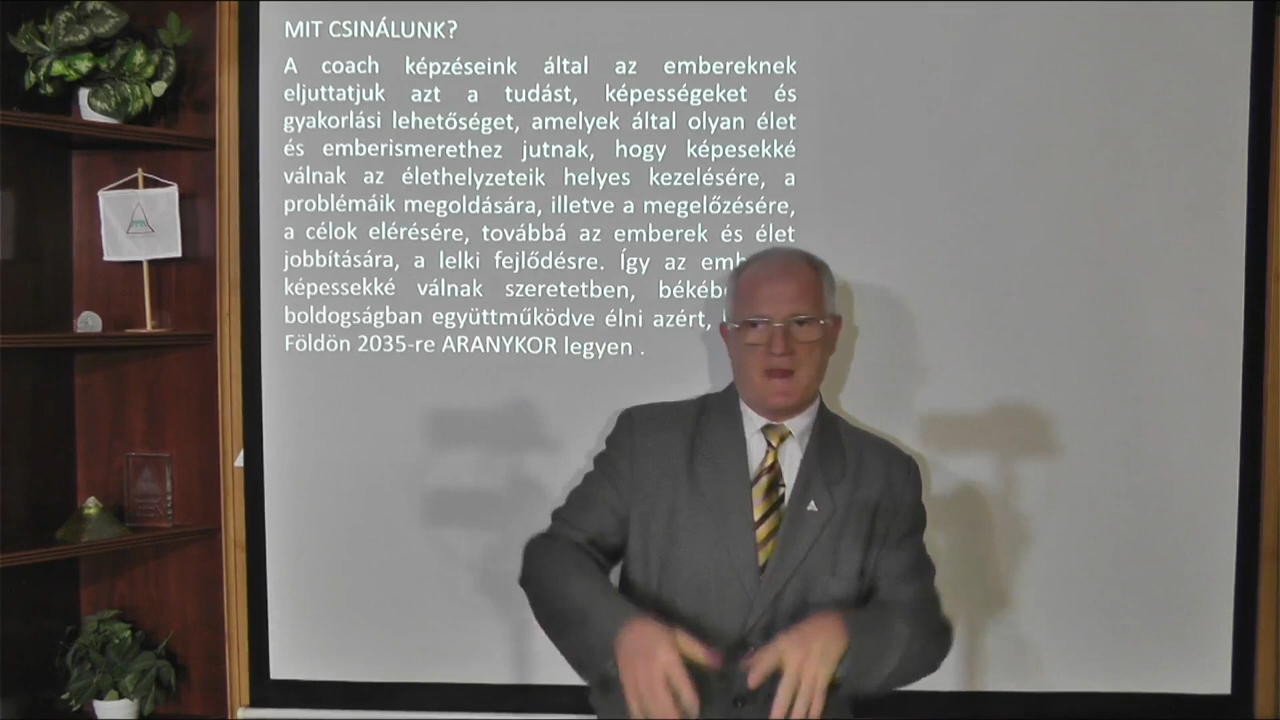 MIT CSINÁLUNK?
A coach képzéseink által az embereknek
eljuttatjuk azt a tudást, képességeket és
gyakorlási lehetőséget, amelyek által olyan élet
és emberismerethez jutnak, hogy képesekké
válnak az élethelyzeteik helyes kezelésére, a
problémáik megoldására, illetve a megelőzésére,
a célok elérésére, továbbá az emberek és élet
jobbítására, a lelki fejlődésre. Így az
képessekké válnak szeretetben,
boldogságban együttműködve élni azért,
Földön 2035-re ARANYKOR legyen .